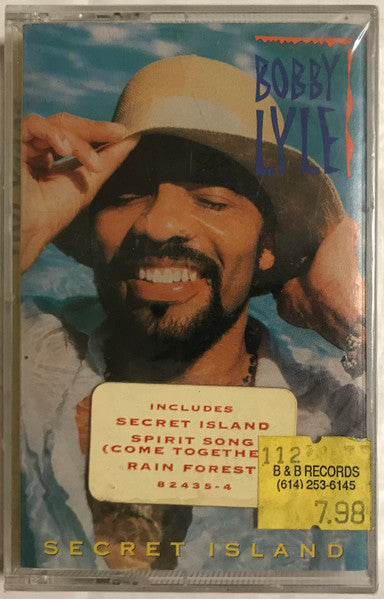 BOBBY
LYLE
INCLUDES
SECRET ISLAND
SPIRIT SONG
(COME TOGETHE
RAIN FOREST
82435-4
112
B & B RECORDS
(614) 253-6145
7.98
SECRET ISLAND